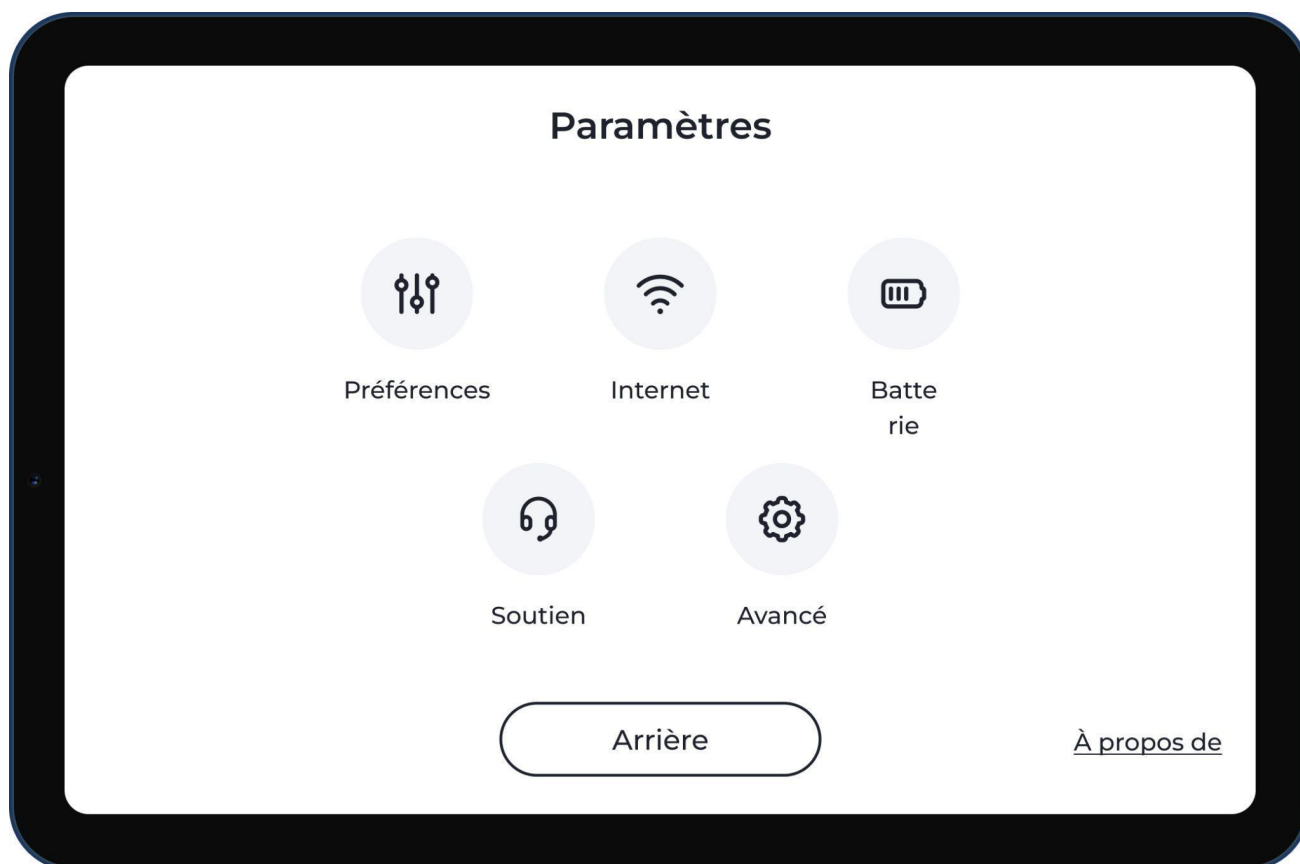 Paramètres
Préférences
Internet
Batte
rie
Soutien
Avancé
Arrière
À propos de